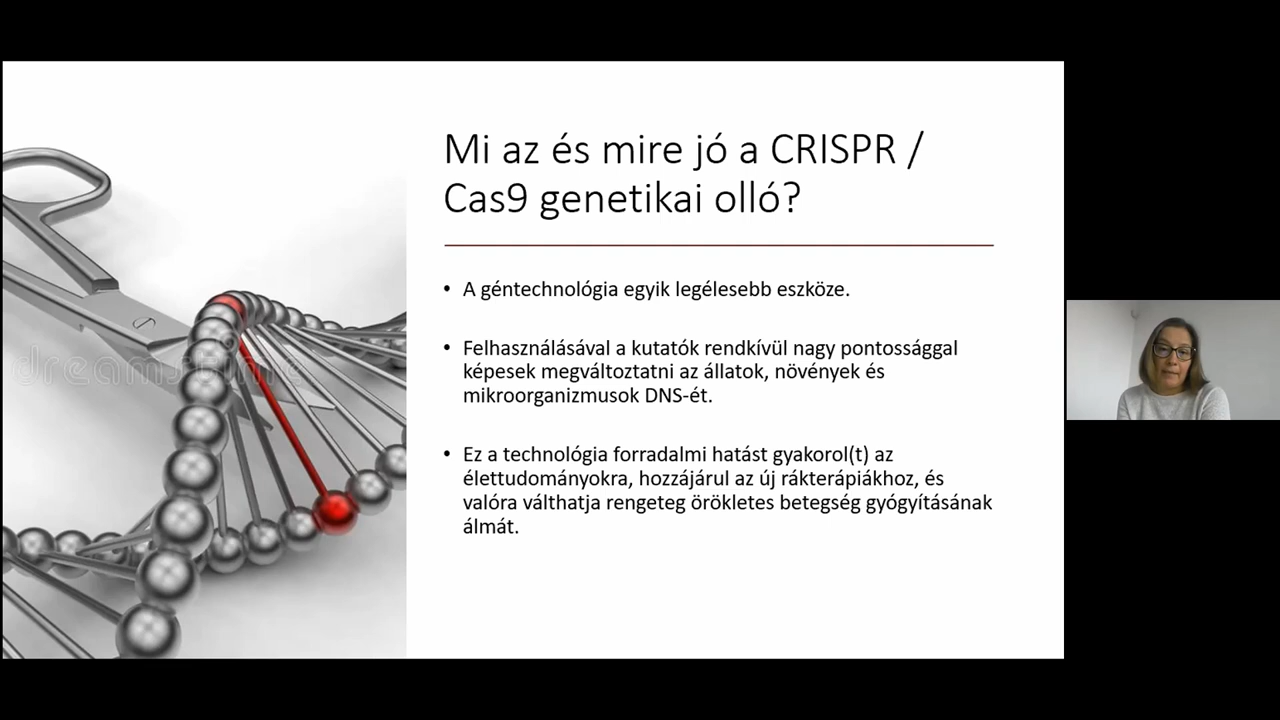 Mi az és mire jó a CRISPR /
Cas9 genetikai olló?
• A géntechnológia egyik legélesebb eszköze.
• Felhasználásával a kutatók rendkívül nagy pontossággal
képesek megváltoztatni az állatok, növények és
mikroorganizmusok DNS-ét.
• Ez a technológia forradalmi hatást gyakorol(t) az
élettudományokra, hozzájárul az új rákterápiákhoz, és
valóra válthatja rengeteg örökletes betegség gyógyításának
álmát.
dreamstime